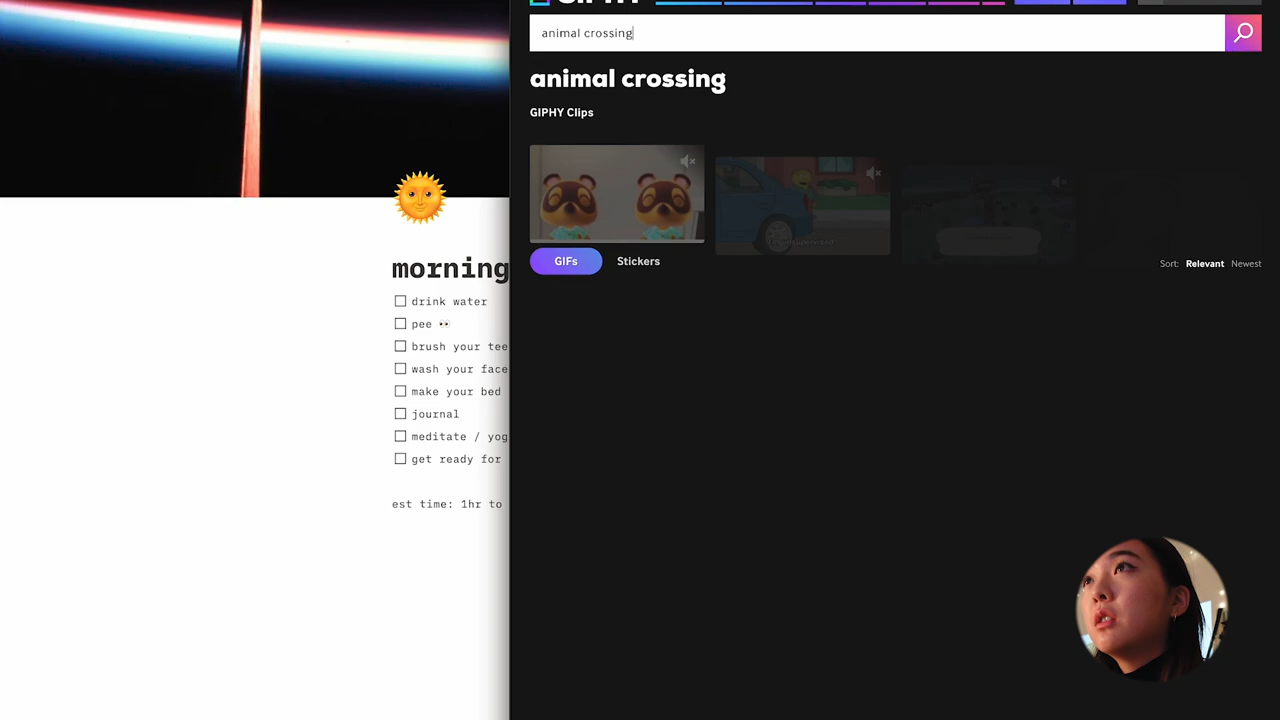 morning
drink water
pee
brush your tee
wash your face
make your bed
journal
meditate / yog
get ready for
est time: 1hr to
GIPHY
animal crossing
animal crossing
GIPHY Clips
GIFs Stickers
Sort: Relevant Newest